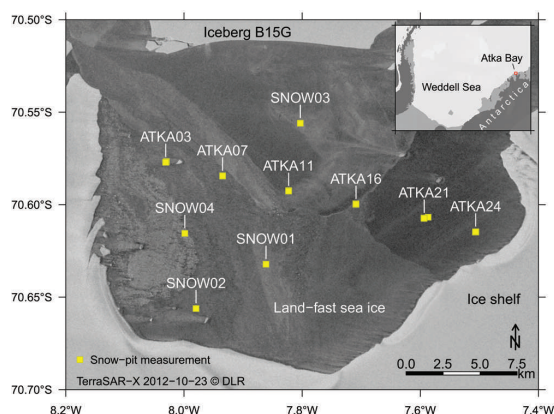 70.50°S
Iceberg B15G
Atka Bay
Weddell Sea
Antarctica
70.55°S
SNOW03
ATKA03
ATKA07
ATKA11
ATKA16
ATKA21
ATKA24
70.60°S
SNOW04
SNOW01
70.65°S
SNOW02
Land-fast sea ice
Ice shelf
N
Snow-pit measurement
0.0 2.5 5.0 7.5
km
TerraSAR-X 2012-10-23 © DLR
70.70°S
8.2°W 8.0°W 7.8°W 7.6°W 7.4°W